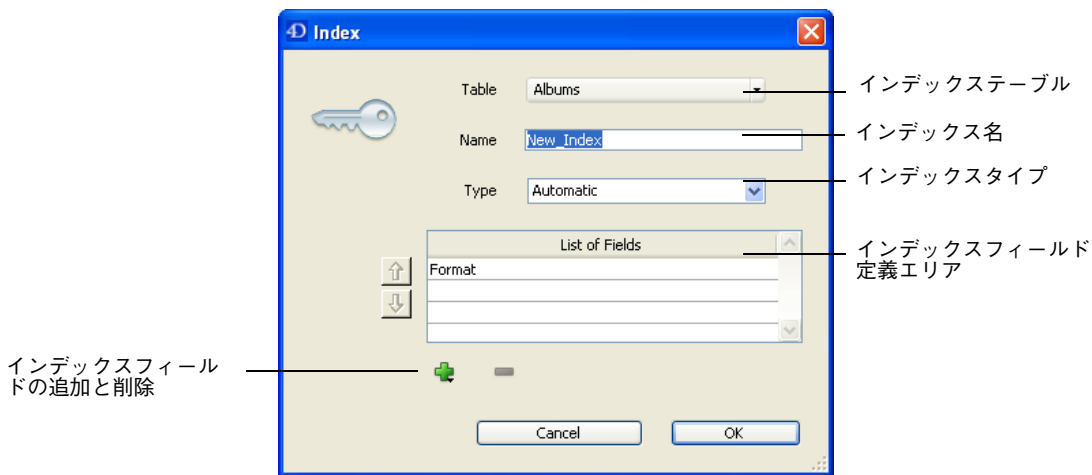 4D Index
Table
Albums
インデックステーブル
Name
New_Index
インデックス名
Type
Automatic
インデックスタイプ
List of Fields
インデックスフィールド
定義エリア
Format
インデックスフィール
ドの追加と削除
Cancel
OK